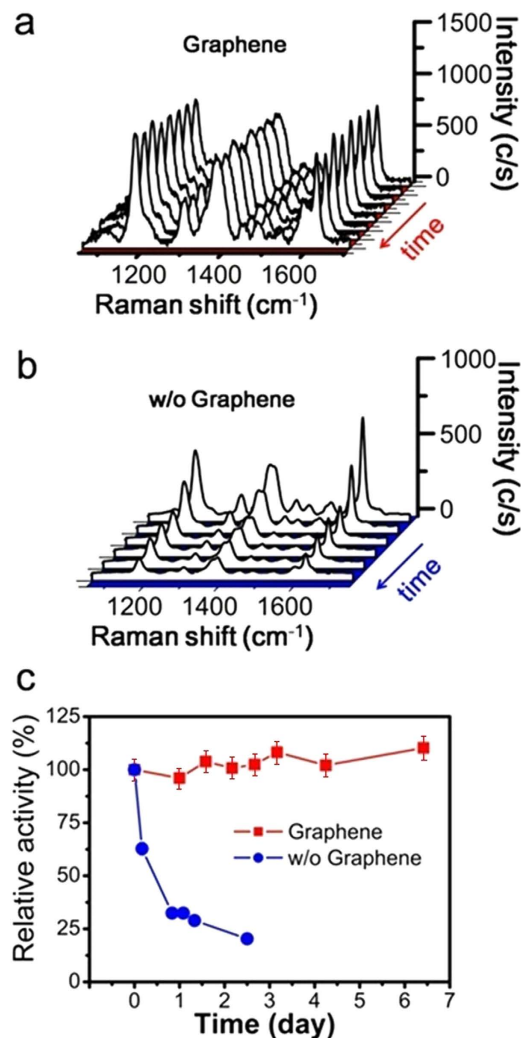 a
Graphene
1500
1000
500
0
Intensity (c/s)
time
1200 1400 1600
Raman shift (cm-1)
b
w/o Graphene
1000
500
0
Intensity (c/s)
time
1200 1400 1600
Raman shift (cm-1)
c
125
100
75
50
25
0
Relative activity (%)
Graphene
w/o Graphene
0 1 2 3 4 5 6 7
Time (day)